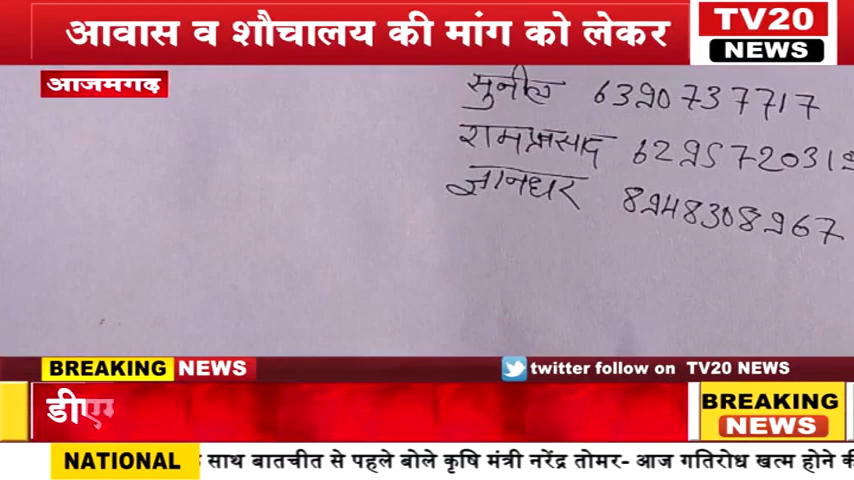 आवास व शौचालय की मांग को लेकर
TV20
NEWS
आजमगढ़
सुनील 6390737717
रामप्रसाद
ज्ञानधर 8948308967
BREAKING NEWS
twitter follow on TV20 NEWS
डीएम
BREAKING
NEWS
NATIONAL
साथ बातचीत से पहले बोले कृषि मंत्री नरेंद्र तोमर- आज गतिरोध खत्म होने की